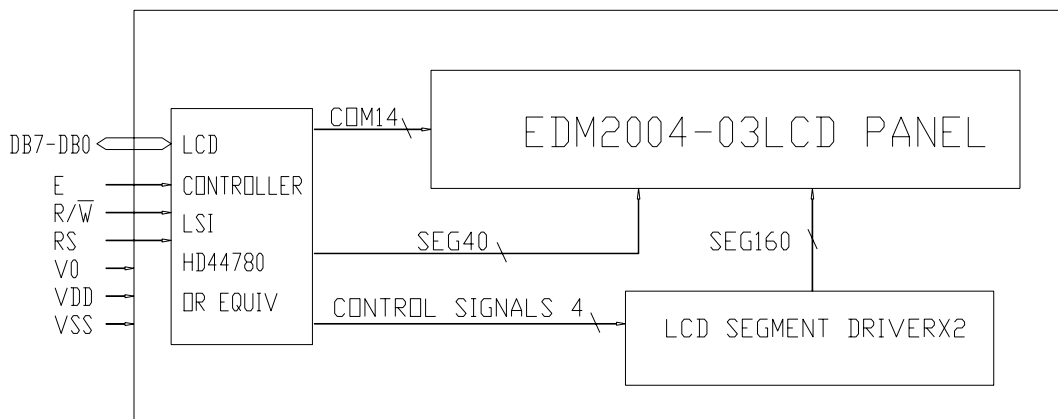 COM14
EDM2004-03LCD PANEL
DB7-DB0
LCD
CONTROLLER
LSI
HD44780
OR EQUIV
E
R/W̅
RS
V0
VDD
VSS
SEG40
SEG160
CONTROL SIGNALS 4
LCD SEGMENT DRIVERX2